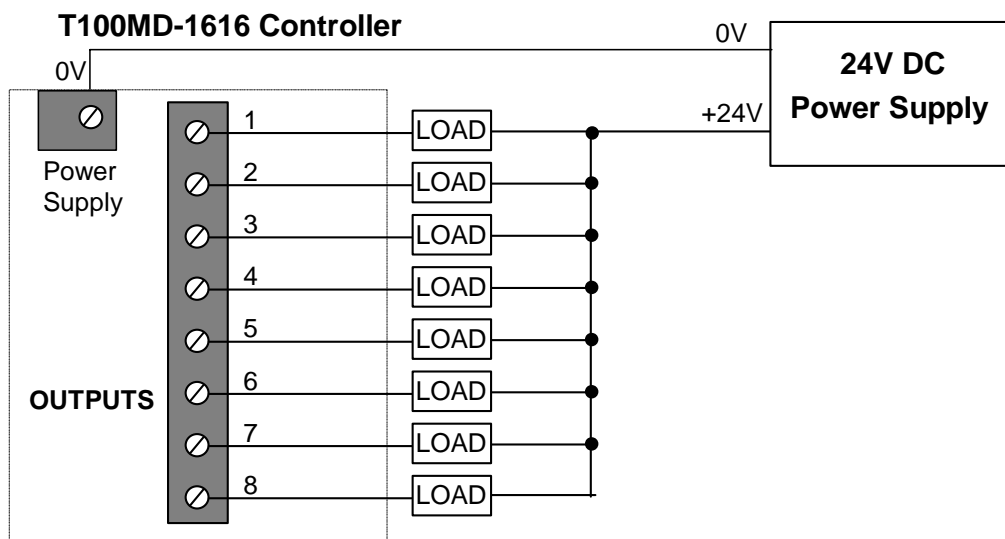 T100MD-1616 Controller
0V
0V
24V DC
Power Supply
+24V
Power
Supply
1 LOAD
2 LOAD
3 LOAD
4 LOAD
5 LOAD
6 LOAD
OUTPUTS
7 LOAD
8 LOAD